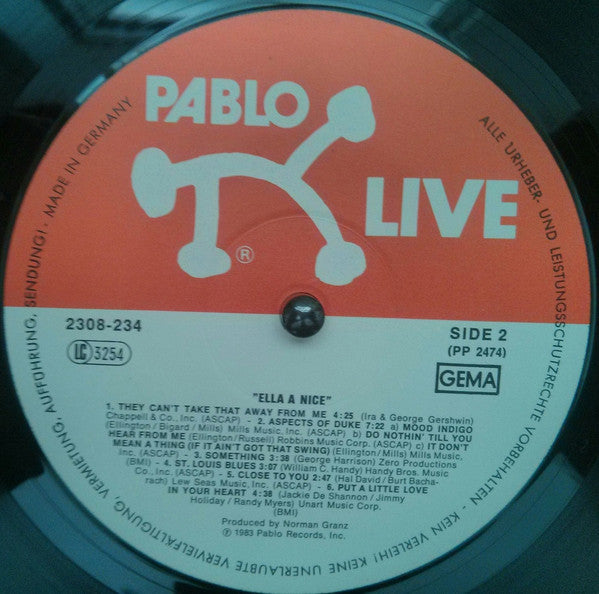 PABLO
LIVE
®
2308-234
LC 3254
SIDE 2
(PP 2474)
GEMA
"ELLA A NICE"
1. THEY CAN'T TAKE THAT AWAY FROM ME 4:25 (Ira & George Gershwin)
Chappell & Co., Inc. (ASCAP) - 2. ASPECTS OF DUKE 7:22 a) MOOD INDIGO
(Ellington / Bigard / Mills) Mills Music, Inc. (ASCAP) b) DO NOTHIN' TILL YOU
HEAR FROM ME (Ellington/Russell) Robbins Music Corp. (ASCAP) c) IT DON'T
MEAN A THING (IF IT AIN'T GOT THAT SWING) (Ellington / Mills) Mills Music,
Inc. (ASCAP) - 3. SOMETHING 3:38 (George Harrison) Zero Productions
(BMI) - 4. ST. LOUIS BLUES 3:07 (William C. Handy) Handy Bros. Music
Co., Inc. (ASCAP) - 5. CLOSE TO YOU 2:47 (Hal David / Burt Bacha-
rach) Lew Seas Music, Inc. (ASCAP) - 6. PUT A LITTLE LOVE
IN YOUR HEART 4:38 (Jackie De Shannon / Jimmy
Holiday / Randy Myers) Unart Music Corp.
(BMI)
Produced by Norman Granz
℗ 1983 Pablo Records, Inc.
ALLE URHEBER- UND LEISTUNGSSCHUTZRECHTE VORBEHALTEN - KEIN VERLEIH! KEINE UNERLAUBTE VERVIELFÄLTIGUNG, VERMIETUNG, AUFFÜHRUNG, SENDUNG! - MADE IN GERMANY